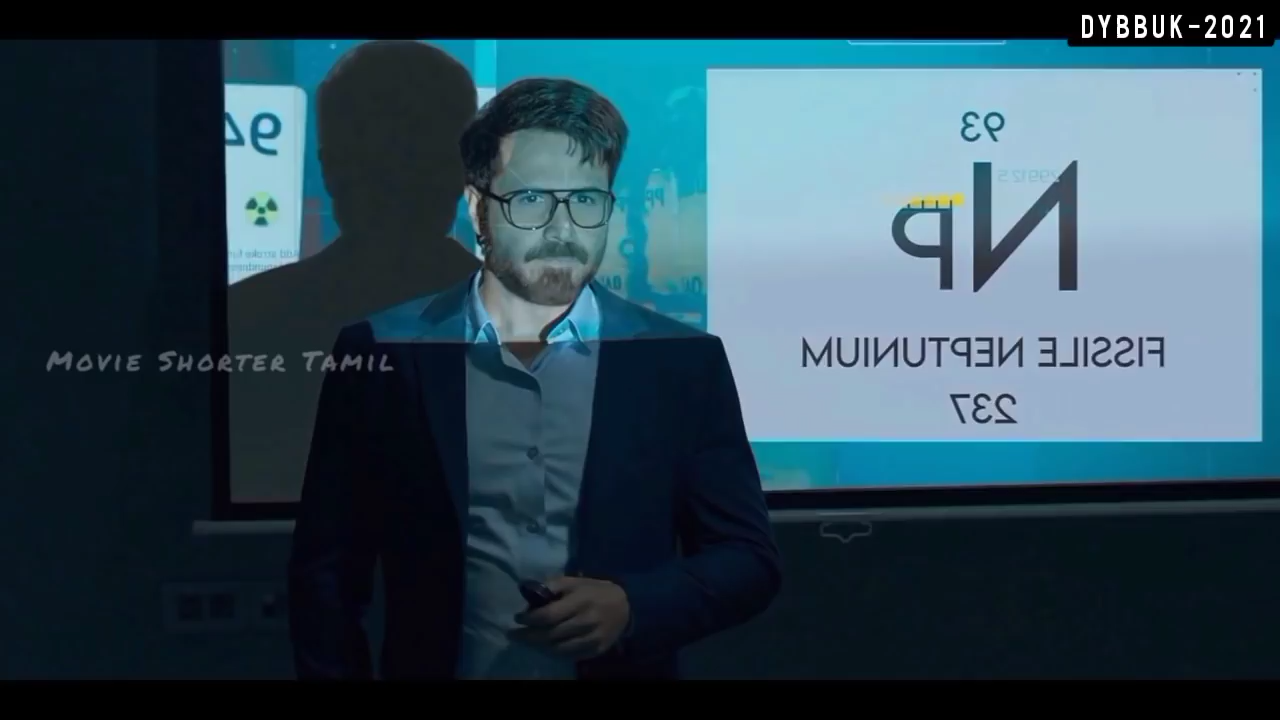 DYBBUK-2021
94
93
Np
FISSILE NEPTUNIUM
237
MOVIE SHORTER TAMIL